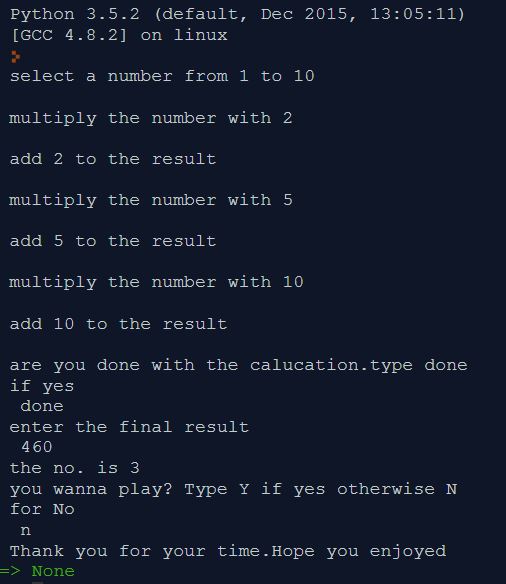 Python 3.5.2 (default, Dec 2015, 13:05:11)
[GCC 4.8.2] on linux
select a number from 1 to 10
multiply the number with 2
add 2 to the result
multiply the number with 5
add 5 to the result
multiply the number with 10
add 10 to the result
are you done with the calucation.type done
if yes
done
enter the final result
460
the no. is 3
you wanna play? Type Y if yes otherwise N
for No
n
Thank you for your time.Hope you enjoyed
=> None